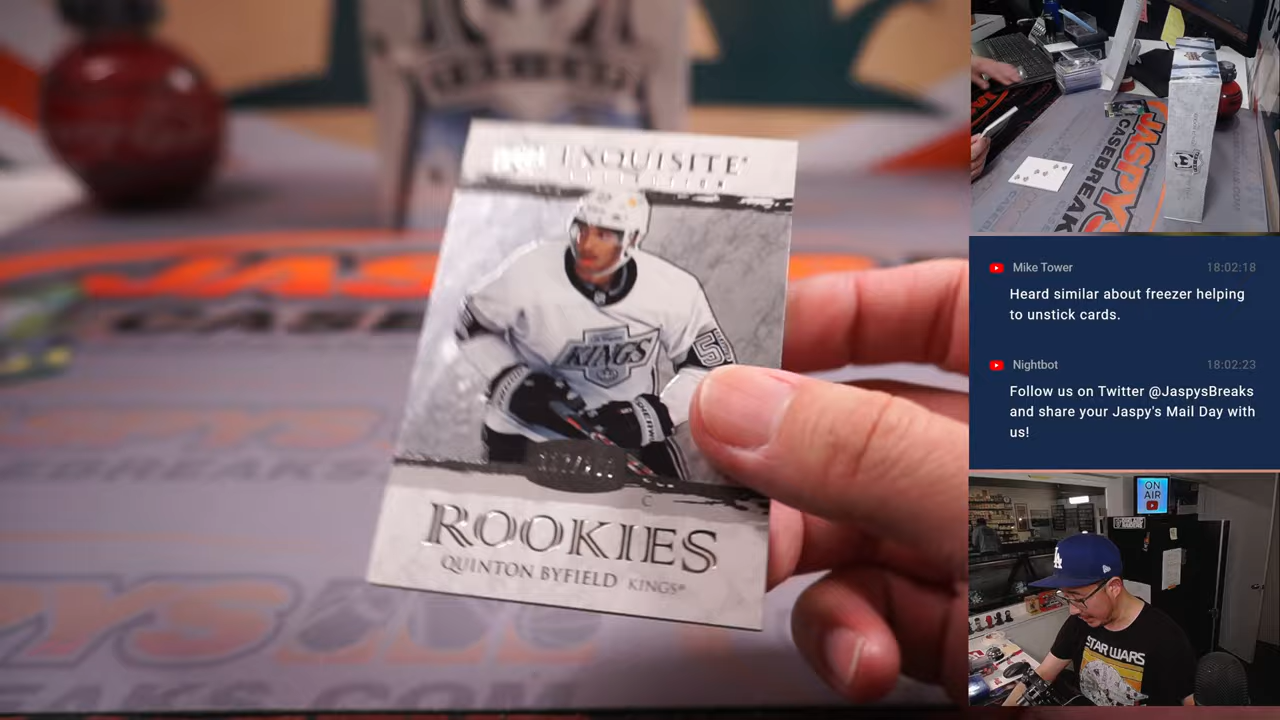 EXQUISITE
COLLECTION
KINGS
ROOKIES
QUINTON BYFIELD KINGS
JASPYS
CASEBREAKS
Mike Tower 18:02:18
Heard similar about freezer helping
to unstick cards.
Nightbot 18:02:23
Follow us on Twitter @JaspysBreaks
and share your Jaspy's Mail Day with
us!
ON
AIR
STAR WARS